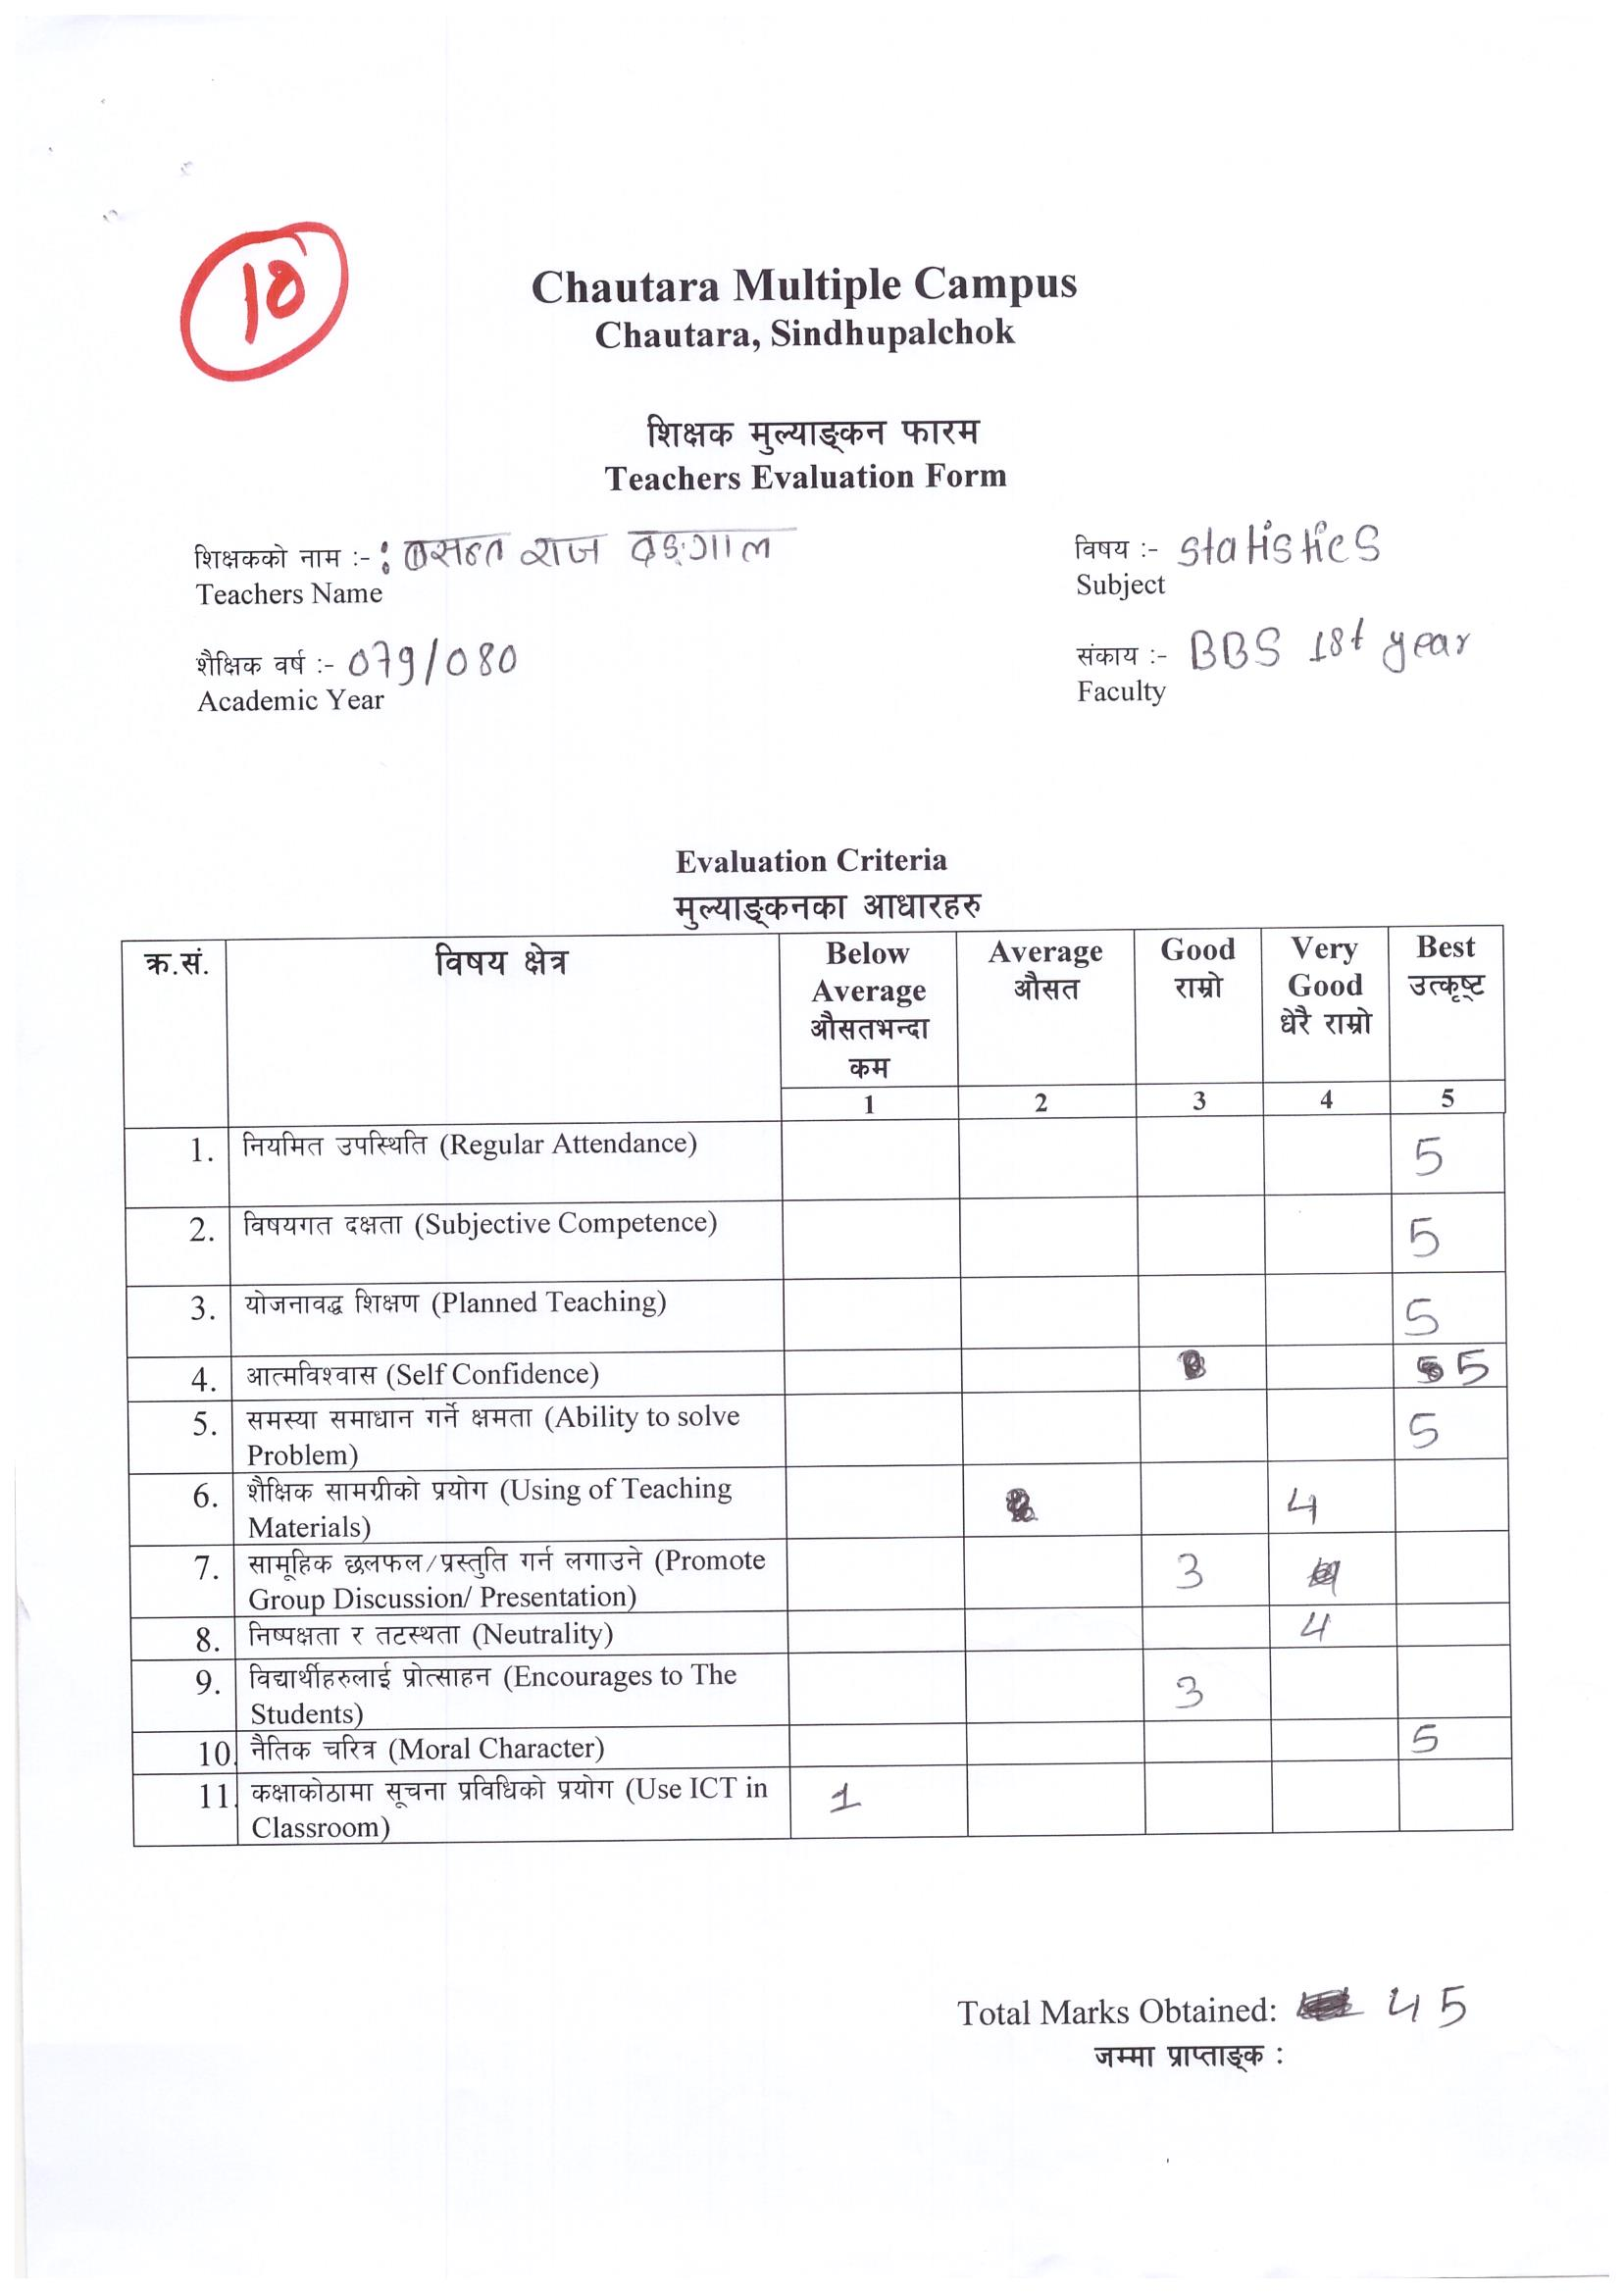 10
Chautara Multiple Campus
Chautara, Sindhupalchok
शिक्षक मुल्याङ्कन फारम
Teachers Evaluation Form
शिक्षकको नाम :- : बसन्त राज दङ्गाल
Teachers Name
विषय :- Statistics
Subject
शैक्षिक वर्ष :- 079/080
Academic Year
संकाय :- BBS 1st year
Faculty
Evaluation Criteria
मुल्याङ्कनका आधारहरु
क्र.सं. विषय क्षेत्र Below Average औसतभन्दा कम Average औसत Good राम्रो Very Good धेरै राम्रो Best उत्कृष्ट
1 2 3 4 5
1. नियमित उपस्थिति (Regular Attendance) 5
2. विषयगत दक्षता (Subjective Competence) 5
3. योजनावद्ध शिक्षण (Planned Teaching) 5
4. आत्मविश्वास (Self Confidence) 5
5. समस्या समाधान गर्ने क्षमता (Ability to solve
Problem) 5
6. शैक्षिक सामग्रीको प्रयोग (Using of Teaching
Materials) 4
7. सामूहिक छलफल/प्रस्तुति गर्न लगाउने (Promote
Group Discussion/ Presentation) 3
8. निष्पक्षता र तटस्थता (Neutrality) 4
9. विद्यार्थीहरुलाई प्रोत्साहन (Encourages to The
Students) 3
10. नैतिक चरित्र (Moral Character) 5
11. कक्षाकोठामा सूचना प्रविधिको प्रयोग (Use ICT in
Classroom) 1
Total Marks Obtained: 45
जम्मा प्राप्ताङ्क :